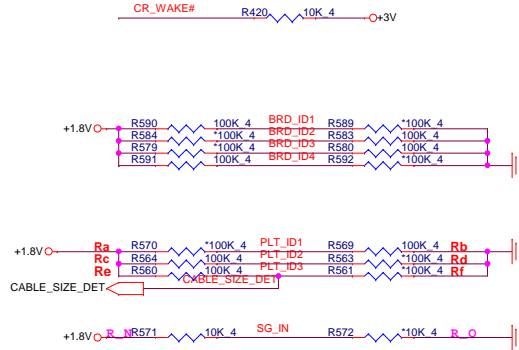 CR_WAKE# R420 10K_4 +3V
R590 100K_4 BRD_ID1 R589 *100K_4
+1.8V
R584 *100K_4 BRD_ID2 R583 100K_4
R579 *100K_4 BRD_ID3 R580 100K_4
R591 100K_4 BRD_ID4 R592 *100K_4
Ra R570 *100K_4 PLT_ID1 R569 100K_4 Rb
+1.8V
Rc R564 100K_4 PLT_ID2 R563 *100K_4 Rd
Re R560 100K_4 PLT_ID3 R561 *100K_4 Rf
CABLE_SIZE_DET CABLE_SIZE_DET
+1.8V R_N R571 10K_4 SG_IN R572 *10K_4 R_O